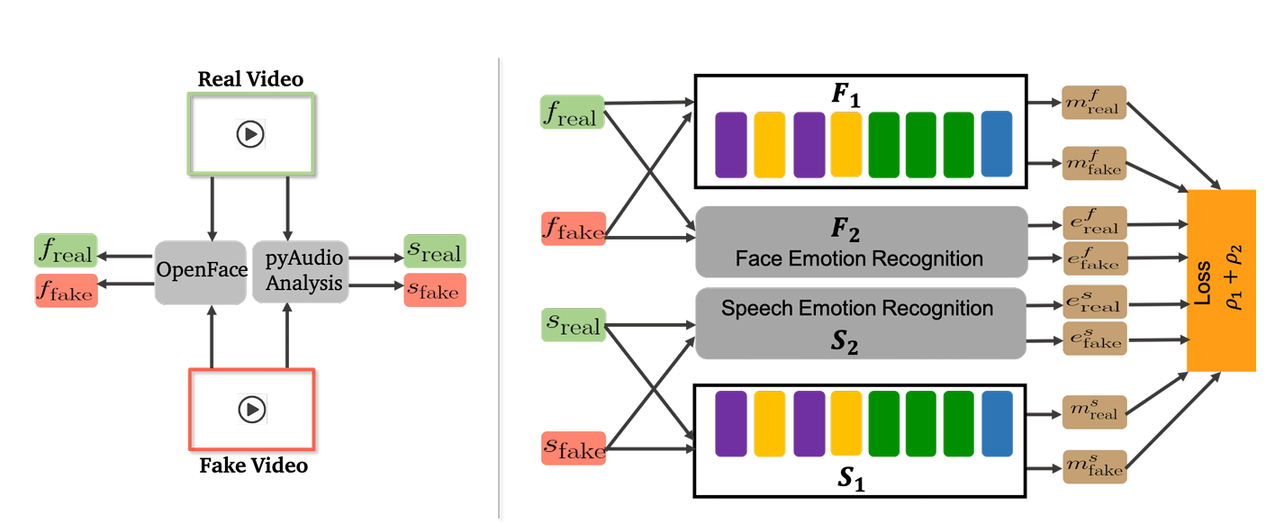 Real Video
f_real
f_fake
OpenFace
pyAudio
Analysis
s_real
s_fake
Fake Video
f_real
f_fake
s_real
s_fake
F_1
F_2
Face Emotion Recognition
Speech Emotion Recognition
S_2
S_1
m^f_real
m^f_fake
e^f_real
e^f_fake
e^s_real
e^s_fake
m^s_real
m^s_fake
Loss
ρ_1 + ρ_2